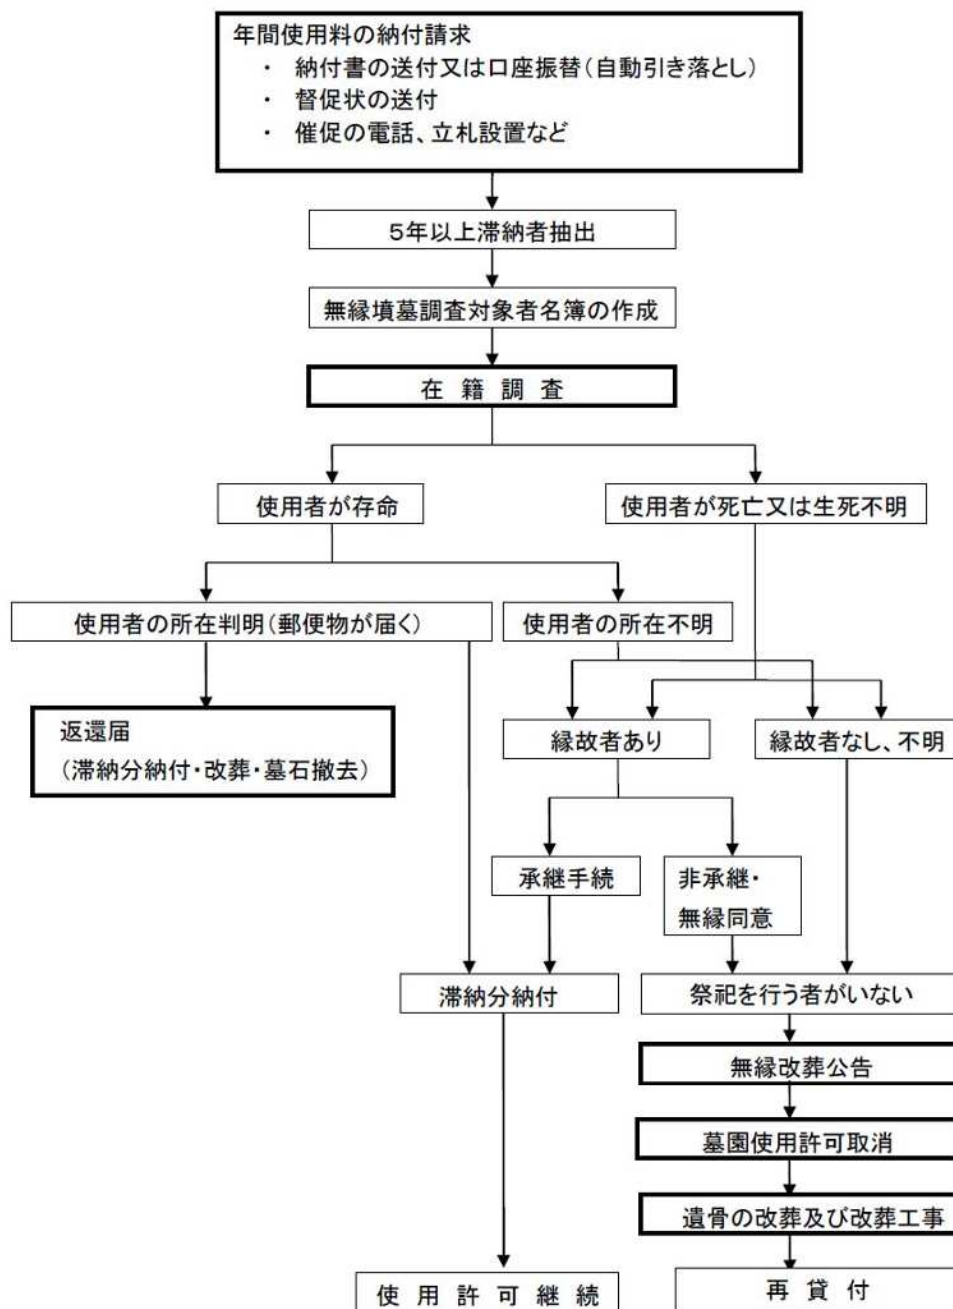 年間使用料の納付請求
・ 納付書の送付又は口座振替(自動引き落とし)
・ 督促状の送付
・ 催促の電話、立札設置など
5年以上滞納者抽出
無縁墳墓調査対象者名簿の作成
在 籍 調 査
使用者が存命
使用者が死亡又は生死不明
使用者の所在判明(郵便物が届く)
使用者の所在不明
返還届
(滞納分納付・改葬・墓石撤去)
縁故者あり
縁故者なし、不明
承継手続
非承継・
無縁同意
滞納分納付
祭祀を行う者がいない
無縁改葬公告
墓園使用許可取消
遺骨の改葬及び改葬工事
使 用 許 可 継 続
再 貸 付